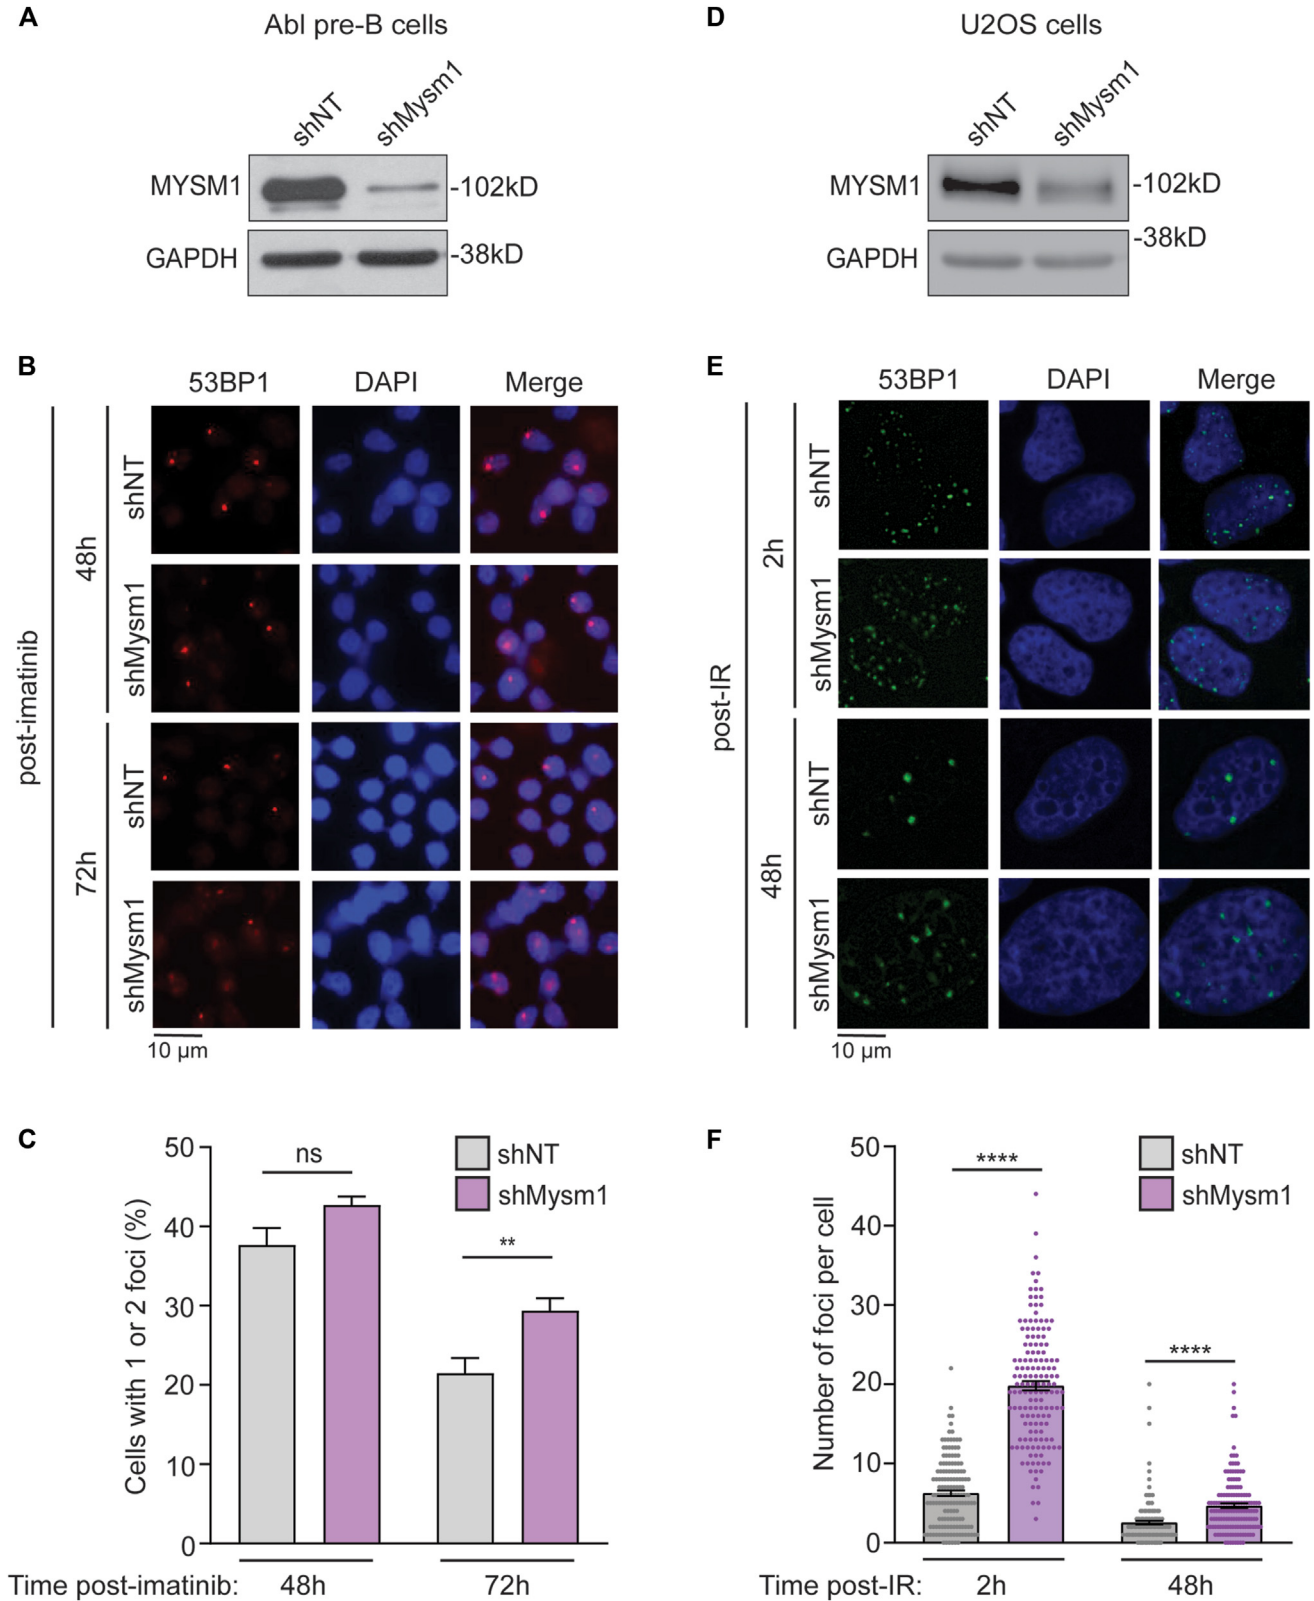 A
Abl pre-B cells
shNT
shMysm1
MYSM1
-102kD
GAPDH
-38kD
B
53BP1
DAPI
Merge
post-imatinib
48h
shNT
shMysm1
72h
shNT
shMysm1
10 µm
C
Cells with 1 or 2 foci (%)
50
40
30
20
10
0
ns
**
shNT
shMysm1
Time post-imatinib:
48h
72h
D
U2OS cells
shNT
shMysm1
MYSM1
-102kD
-38kD
GAPDH
E
53BP1
DAPI
Merge
post-IR
2h
shNT
shMysm1
48h
shNT
shMysm1
10 µm
F
Number of foci per cell
50
40
30
20
10
0
****
****
shNT
shMysm1
Time post-IR:
2h
48h